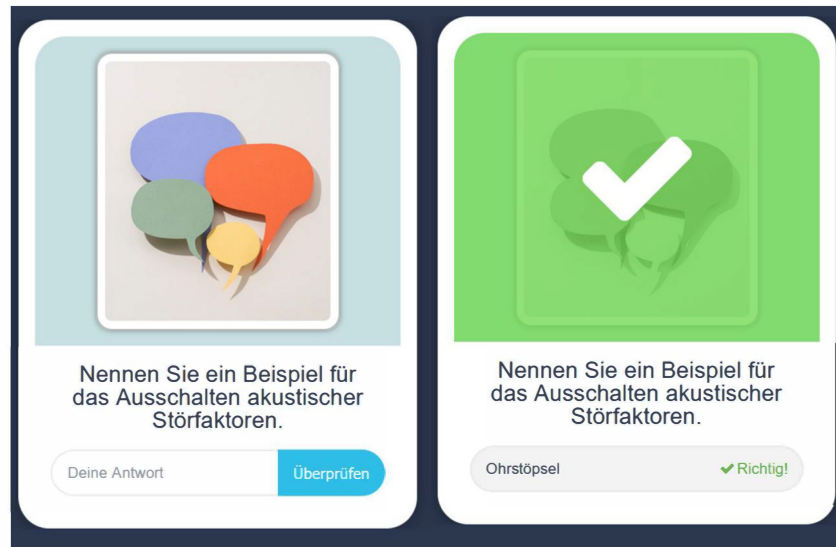 Nennen Sie ein Beispiel für
das Ausschalten akustischer
Störfaktoren.
Deine Antwort
Überprüfen
Nennen Sie ein Beispiel für
das Ausschalten akustischer
Störfaktoren.
Ohrstöpsel
Richtig!